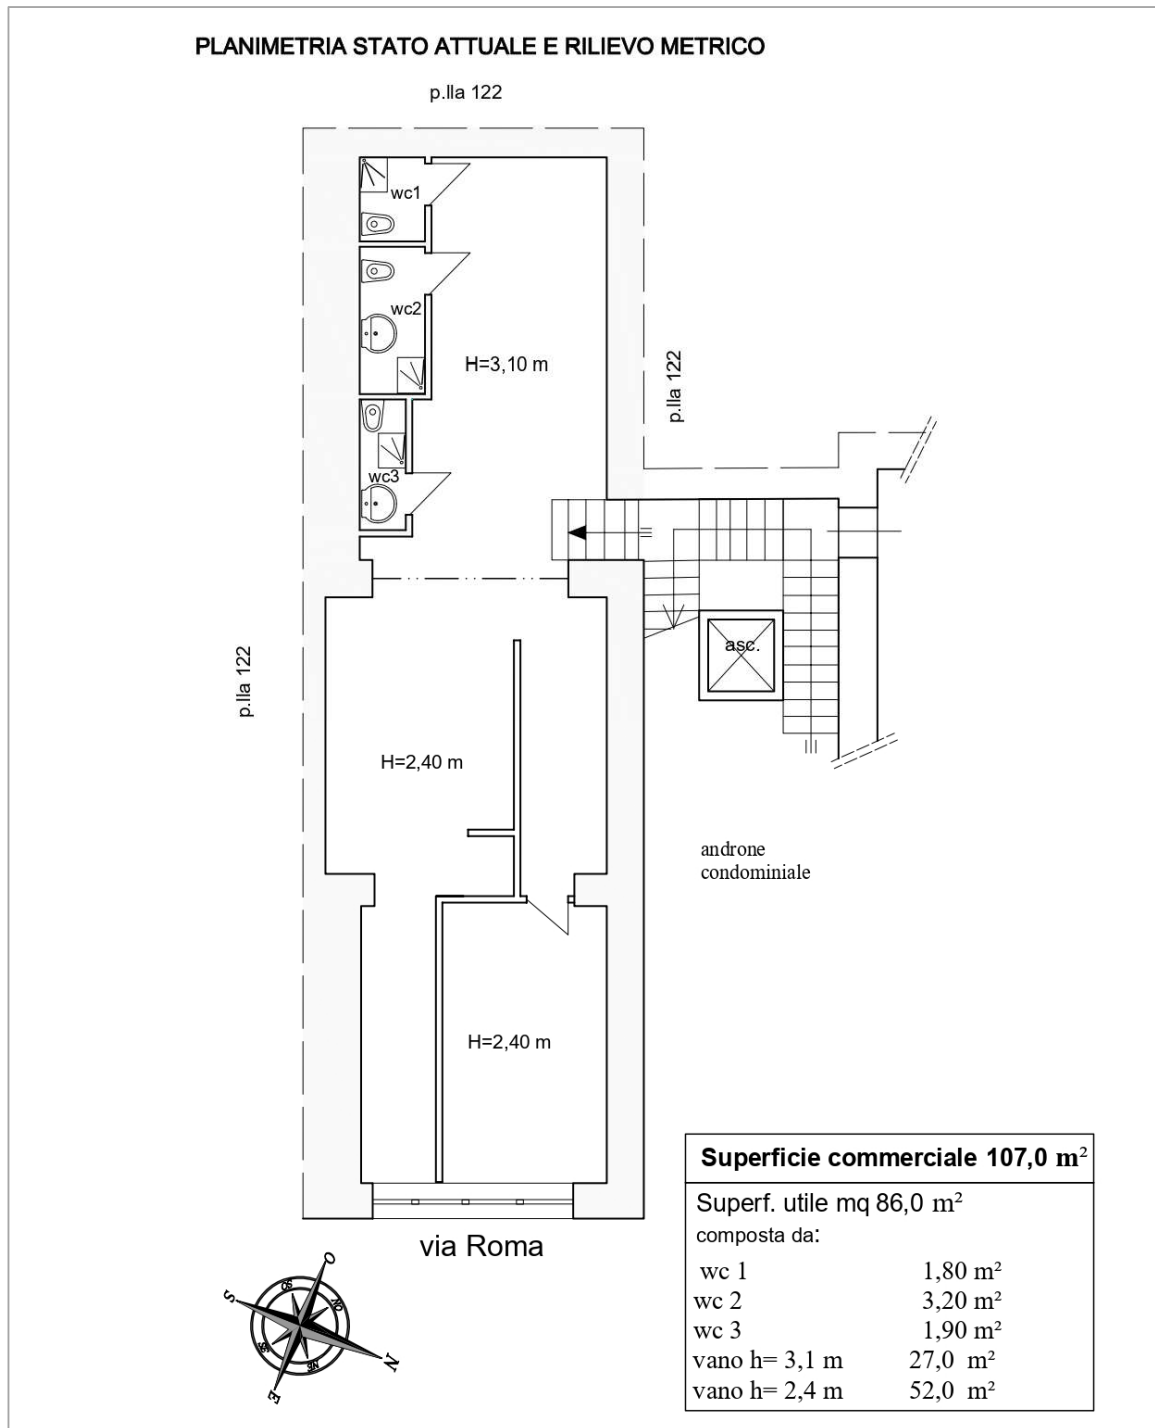 PLANIMETRIA STATO ATTUALE E RILIEVO METRICO
p.lla 122
wc1
wc2
H=3,10 m
p.lla 122
wc3
asc.
p.lla 122
H=2,40 m
androne
condominiale
H=2,40 m
via Roma
Superficie commerciale 107,0 m²
Superf. utile mq 86,0 m²
composta da:
wc 1 1,80 m²
wc 2 3,20 m²
wc 3 1,90 m²
vano h= 3,1 m 27,0 m²
vano h= 2,4 m 52,0 m²
O
SO
NO
S
N
NE
E